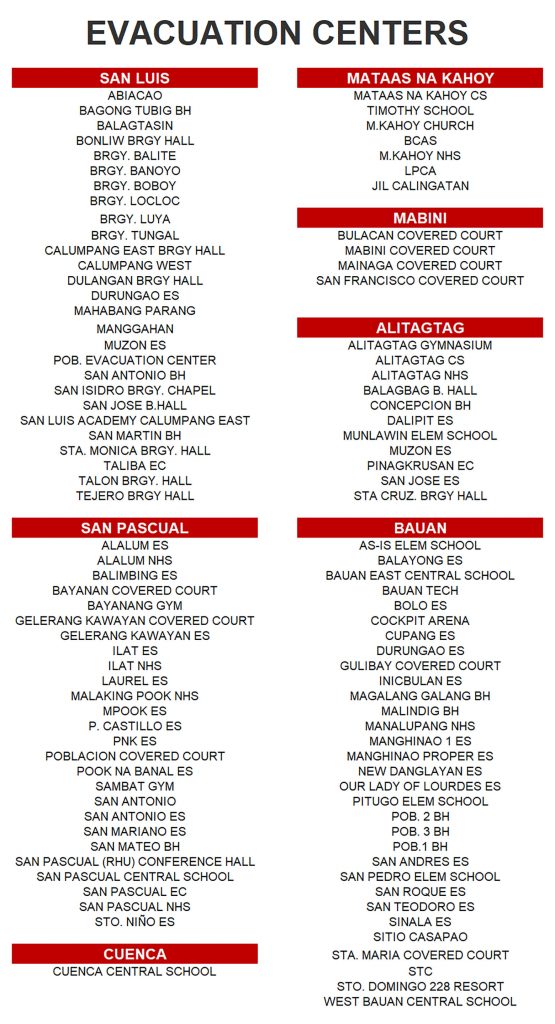 EVACUATION CENTERS
SAN LUIS
ABIACAO
BAGONG TUBIG BH
BALAGTASIN
BONLIW BRGY HALL
BRGY. BALITE
BRGY. BANOYO
BRGY. BOBOY
BRGY. LOCLOC
BRGY. LUYA
BRGY. TUNGAL
CALUMPANG EAST BRGY HALL
CALUMPANG WEST
DULANGAN BRGY HALL
DURUNGAO ES
MAHABANG PARANG
MANGGAHAN
MUZON ES
POB. EVACUATION CENTER
SAN ANTONIO BH
SAN ISIDRO BRGY. CHAPEL
SAN JOSE B.HALL
SAN LUIS ACADEMY CALUMPANG EAST
SAN MARTIN BH
STA. MONICA BRGY. HALL
TALIBA EC
TALON BRGY. HALL
TEJERO BRGY HALL
SAN PASCUAL
ALALUM ES
ALALUM NHS
BALIMBING ES
BAYANAN COVERED COURT
BAYANANG GYM
GELERANG KAWAYAN COVERED COURT
GELERANG KAWAYAN ES
ILAT ES
ILAT NHS
LAUREL ES
MALAKING POOK NHS
MPOOK ES
P. CASTILLO ES
PNK ES
POBLACION COVERED COURT
POOK NA BANAL ES
SAMBAT GYM
SAN ANTONIO
SAN ANTONIO ES
SAN MARIANO ES
SAN MATEO BH
SAN PASCUAL (RHU) CONFERENCE HALL
SAN PASCUAL CENTRAL SCHOOL
SAN PASCUAL EC
SAN PASCUAL NHS
STO. NIÑO ES
CUENCA
CUENCA CENTRAL SCHOOL
MATAAS NA KAHOY
MATAAS NA KAHOY CS
TIMOTHY SCHOOL
M.KAHOY CHURCH
BCAS
M.KAHOY NHS
LPCA
JIL CALINGATAN
MABINI
BULACAN COVERED COURT
MABINI COVERED COURT
MAINAGA COVERED COURT
SAN FRANCISCO COVERED COURT
ALITAGTAG
ALITAGTAG GYMNASIUM
ALITAGTAG CS
ALITAGTAG NHS
BALAGBAG B. HALL
CONCEPCION BH
DALIPIT ES
MUNLAWIN ELEM SCHOOL
MUZON ES
PINAGKRUSAN EC
SAN JOSE ES
STA CRUZ. BRGY HALL
BAUAN
AS-IS ELEM SCHOOL
BALAYONG ES
BAUAN EAST CENTRAL SCHOOL
BAUAN TECH
BOLO ES
COCKPIT ARENA
CUPANG ES
DURUNGAO ES
GULIBAY COVERED COURT
INICBULAN ES
MAGALANG GALANG BH
MALINDIG BH
MANALUPANG NHS
MANGHINAO 1 ES
MANGHINAO PROPER ES
NEW DANGLAYAN ES
OUR LADY OF LOURDES ES
PITUGO ELEM SCHOOL
POB. 2 BH
POB. 3 BH
POB.1 BH
SAN ANDRES ES
SAN PEDRO ELEM SCHOOL
SAN ROQUE ES
SAN TEODORO ES
SINALA ES
SITIO CASAPAO
STA. MARIA COVERED COURT
STC
STO. DOMINGO 228 RESORT
WEST BAUAN CENTRAL SCHOOL